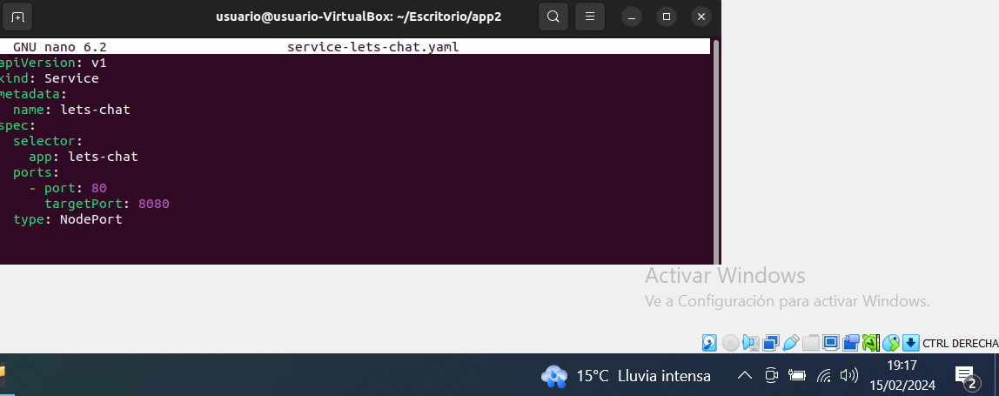 usuario@usuario-VirtualBox: ~/Escritorio/app2
GNU nano 6.2 service-lets-chat.yaml
apiVersion: v1
kind: Service
metadata:
  name: lets-chat
spec:
  selector:
    app: lets-chat
  ports:
    - port: 80
      targetPort: 8080
  type: NodePort
Activar Windows
Ve a Configuración para activar Windows.
CTRL DERECHA
15°C Lluvia intensa
19:17
15/02/2024
2